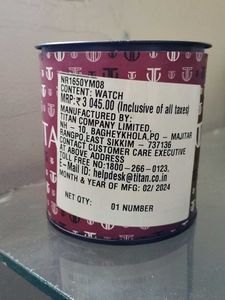 NR1650YM08
CONTENT: WATCH
MRP:₹ 3 045.00 (Inclusive of all taxes)
MANUFACTURED BY:
TITAN COMPANY LIMITED,
NH - 10, BAGHEYKHOLA,PO - MAJITAR
RANGPO,EAST SIKKIM - 737136
CONTACT CUSTOMER CARE EXECUTIVE
AT ABOVE ADDRESS
TOLL FREE NO:1800-266-0123,
E-Mail ID: helpdesk@titan.co.in
MONTH & YEAR OF MFG: 02/2024
NET QTY: 01 NUMBER